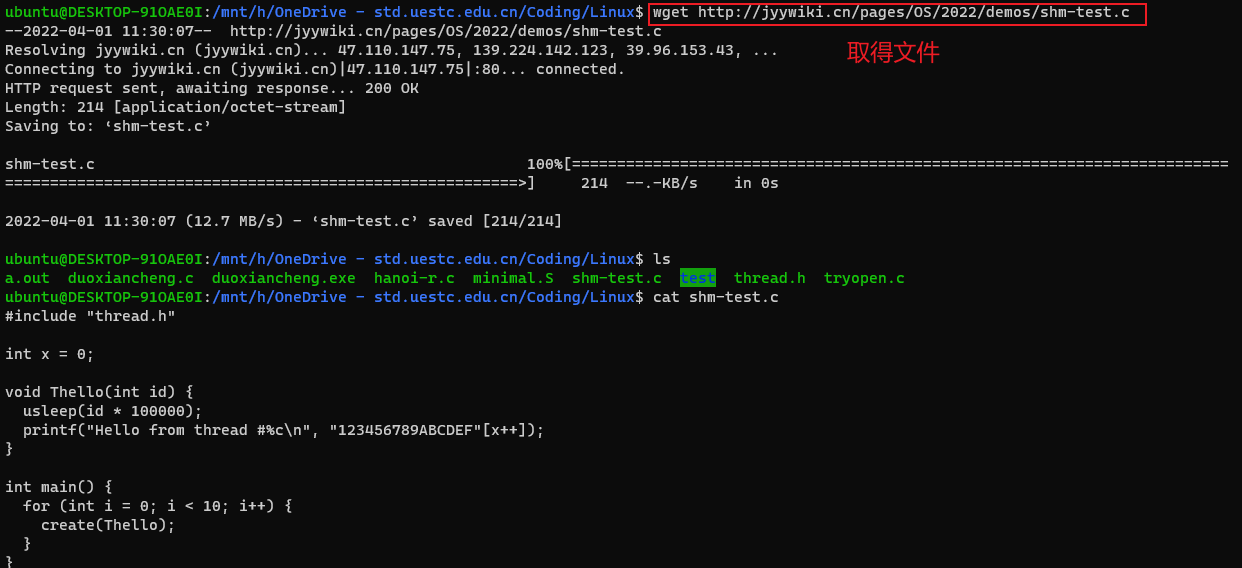 ubuntu@DESKTOP-91OAE0I:/mnt/h/OneDrive - std.uestc.edu.cn/Coding/Linux$ wget http://jyywiki.cn/pages/OS/2022/demos/shm-test.c
--2022-04-01 11:30:07--  http://jyywiki.cn/pages/OS/2022/demos/shm-test.c
Resolving jyywiki.cn (jyywiki.cn)... 47.110.147.75, 139.224.142.123, 39.96.153.43, ...
取得文件
Connecting to jyywiki.cn (jyywiki.cn)|47.110.147.75|:80... connected.
HTTP request sent, awaiting response... 200 OK
Length: 214 [application/octet-stream]
Saving to: ‘shm-test.c’
shm-test.c                                                100%[=========================================================================
=========================================================>]     214  --.-KB/s    in 0s
2022-04-01 11:30:07 (12.7 MB/s) - ‘shm-test.c’ saved [214/214]
ubuntu@DESKTOP-91OAE0I:/mnt/h/OneDrive - std.uestc.edu.cn/Coding/Linux$ ls
a.out  duoxiancheng.c  duoxiancheng.exe  hanoi-r.c  minimal.S  shm-test.c  test  thread.h  tryopen.c
ubuntu@DESKTOP-91OAE0I:/mnt/h/OneDrive - std.uestc.edu.cn/Coding/Linux$ cat shm-test.c
#include "thread.h"
int x = 0;
void Thello(int id) {
  usleep(id * 100000);
  printf("Hello from thread #%c\n", "123456789ABCDEF"[x++]);
}
int main() {
  for (int i = 0; i < 10; i++) {
    create(Thello);
  }
}